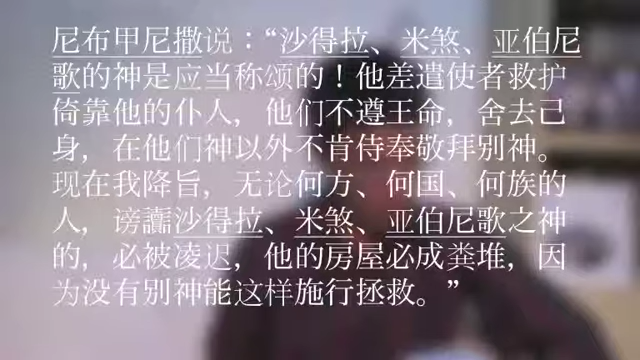 尼布甲尼撒说：“沙得拉、米煞、亚伯尼
歌的神是应当称颂的！他差遣使者救护
倚靠他的仆人，他们不遵王命，舍去己
身，在他们神以外不肯侍奉敬拜别神。
现在我降旨，无论何方、何国、何族的
人，谤讟沙得拉、米煞、亚伯尼歌之神
的，必被凌迟，他的房屋必成粪堆，因
为没有别神能这样施行拯救。”